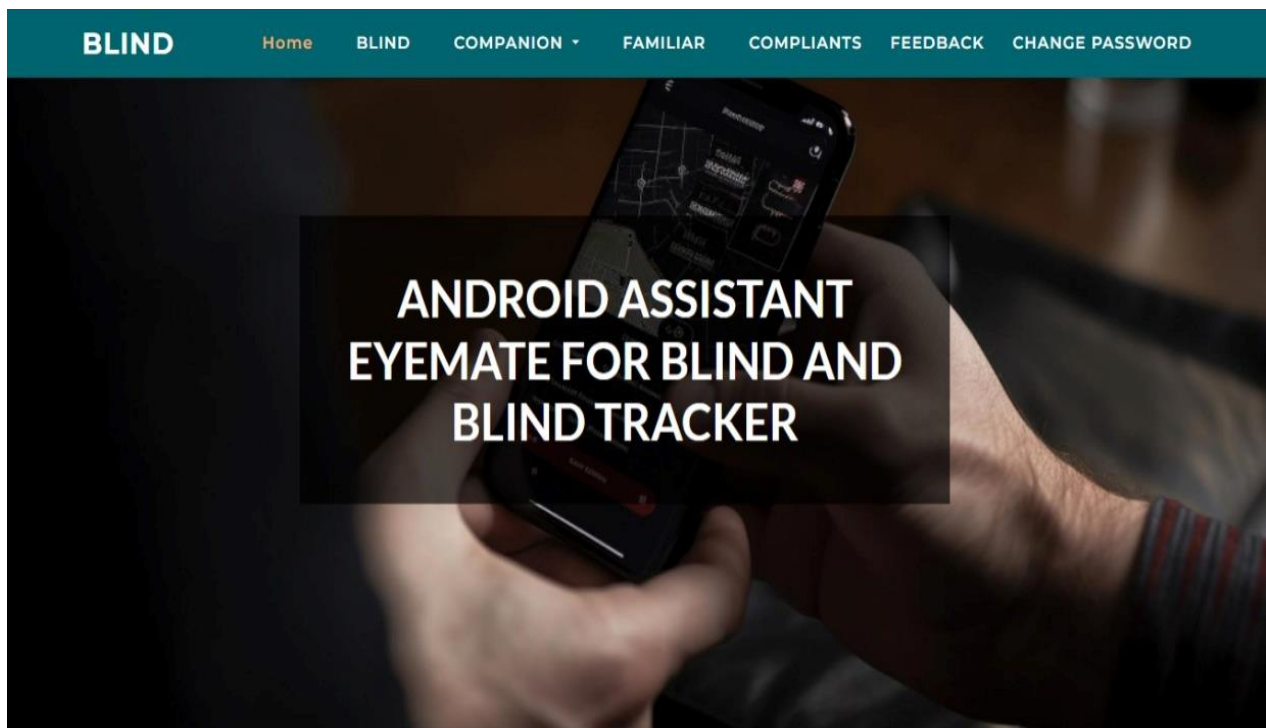 BLIND
Home BLIND COMPANION FAMILIAR COMPLIANTS FEEDBACK CHANGE PASSWORD
ANDROID ASSISTANT
EYEMATE FOR BLIND AND
BLIND TRACKER